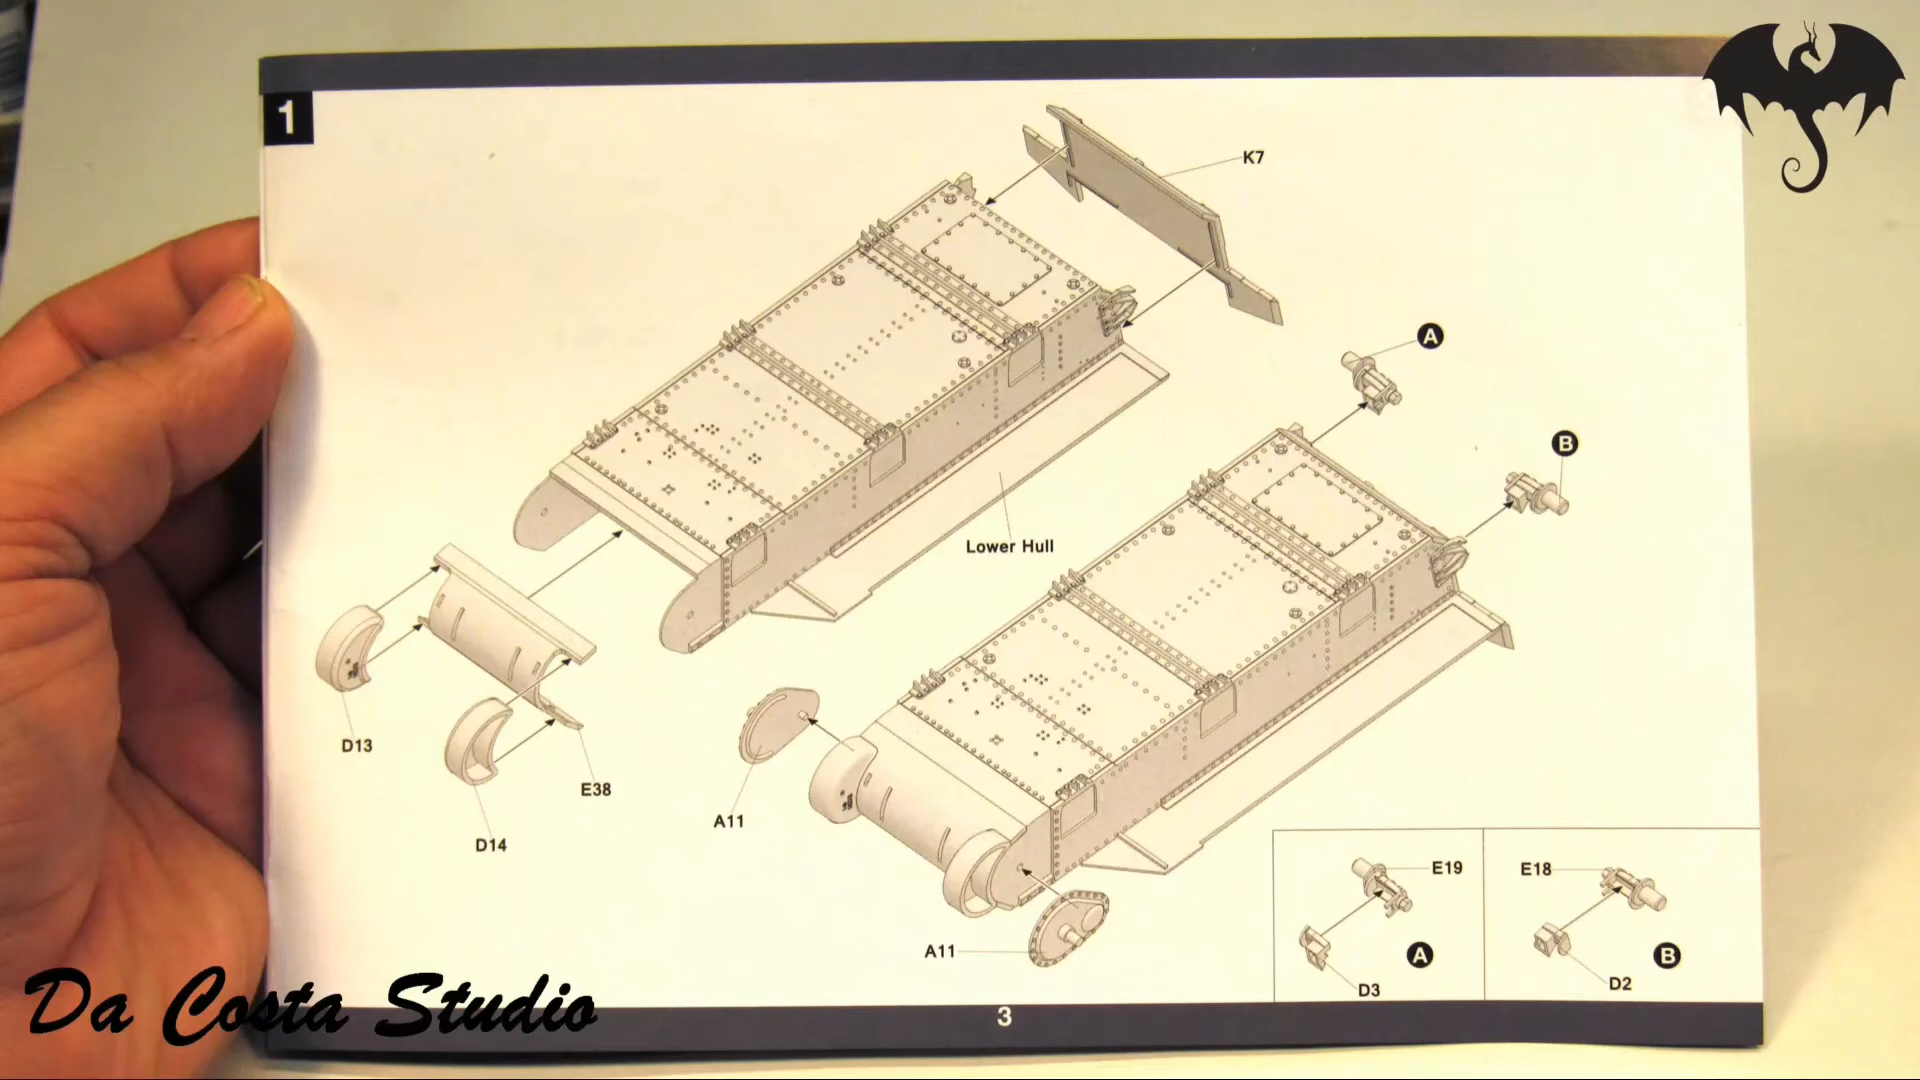 1
K7
A
B
Lower Hull
D13
E38
A11
D14
E19
E18
A11
A
B
D3
D2
3
Da Costa Studio